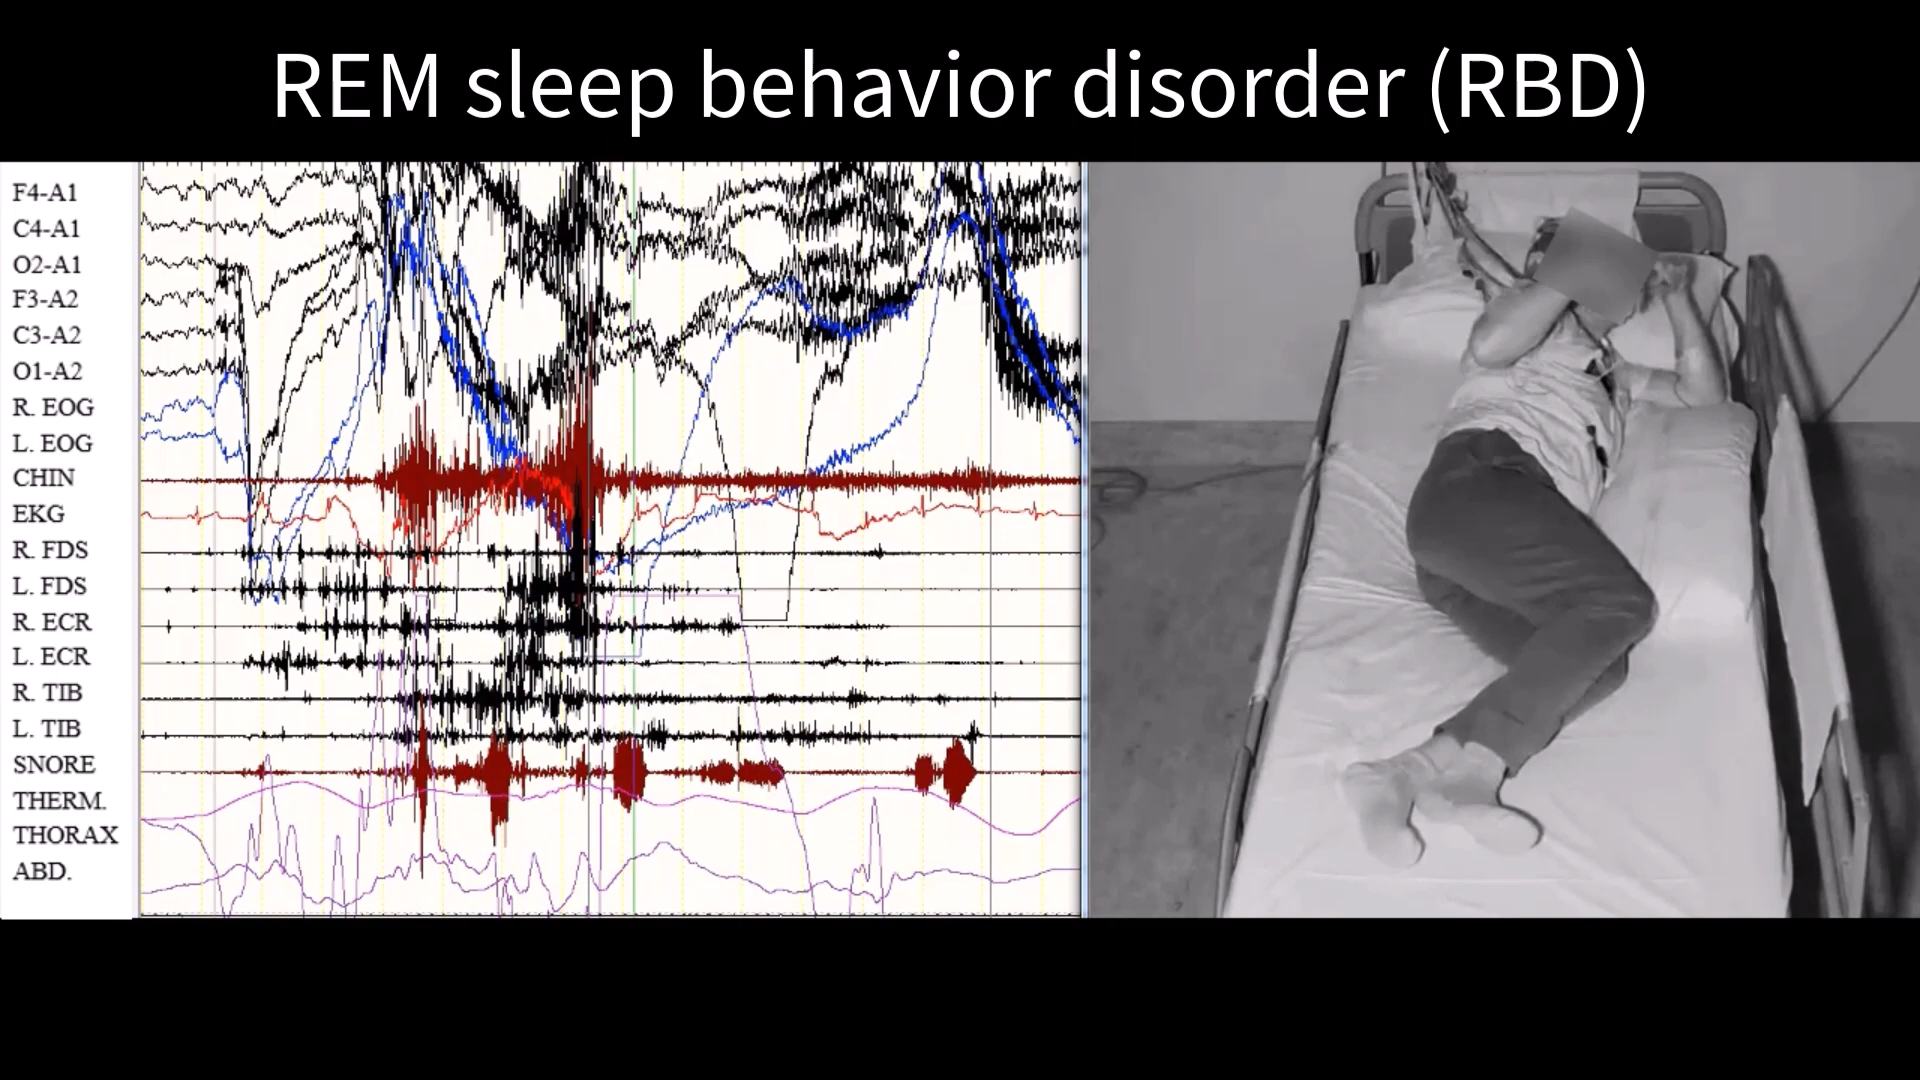 REM sleep behavior disorder (RBD)
F4-A1
C4-A1
O2-A1
F3-A2
C3-A2
O1-A2
R. EOG
L. EOG
CHIN
EKG
R. FDS
L. FDS
R. ECR
L. ECR
R. TIB
L. TIB
SNORE
THERM.
THORAX
ABD.